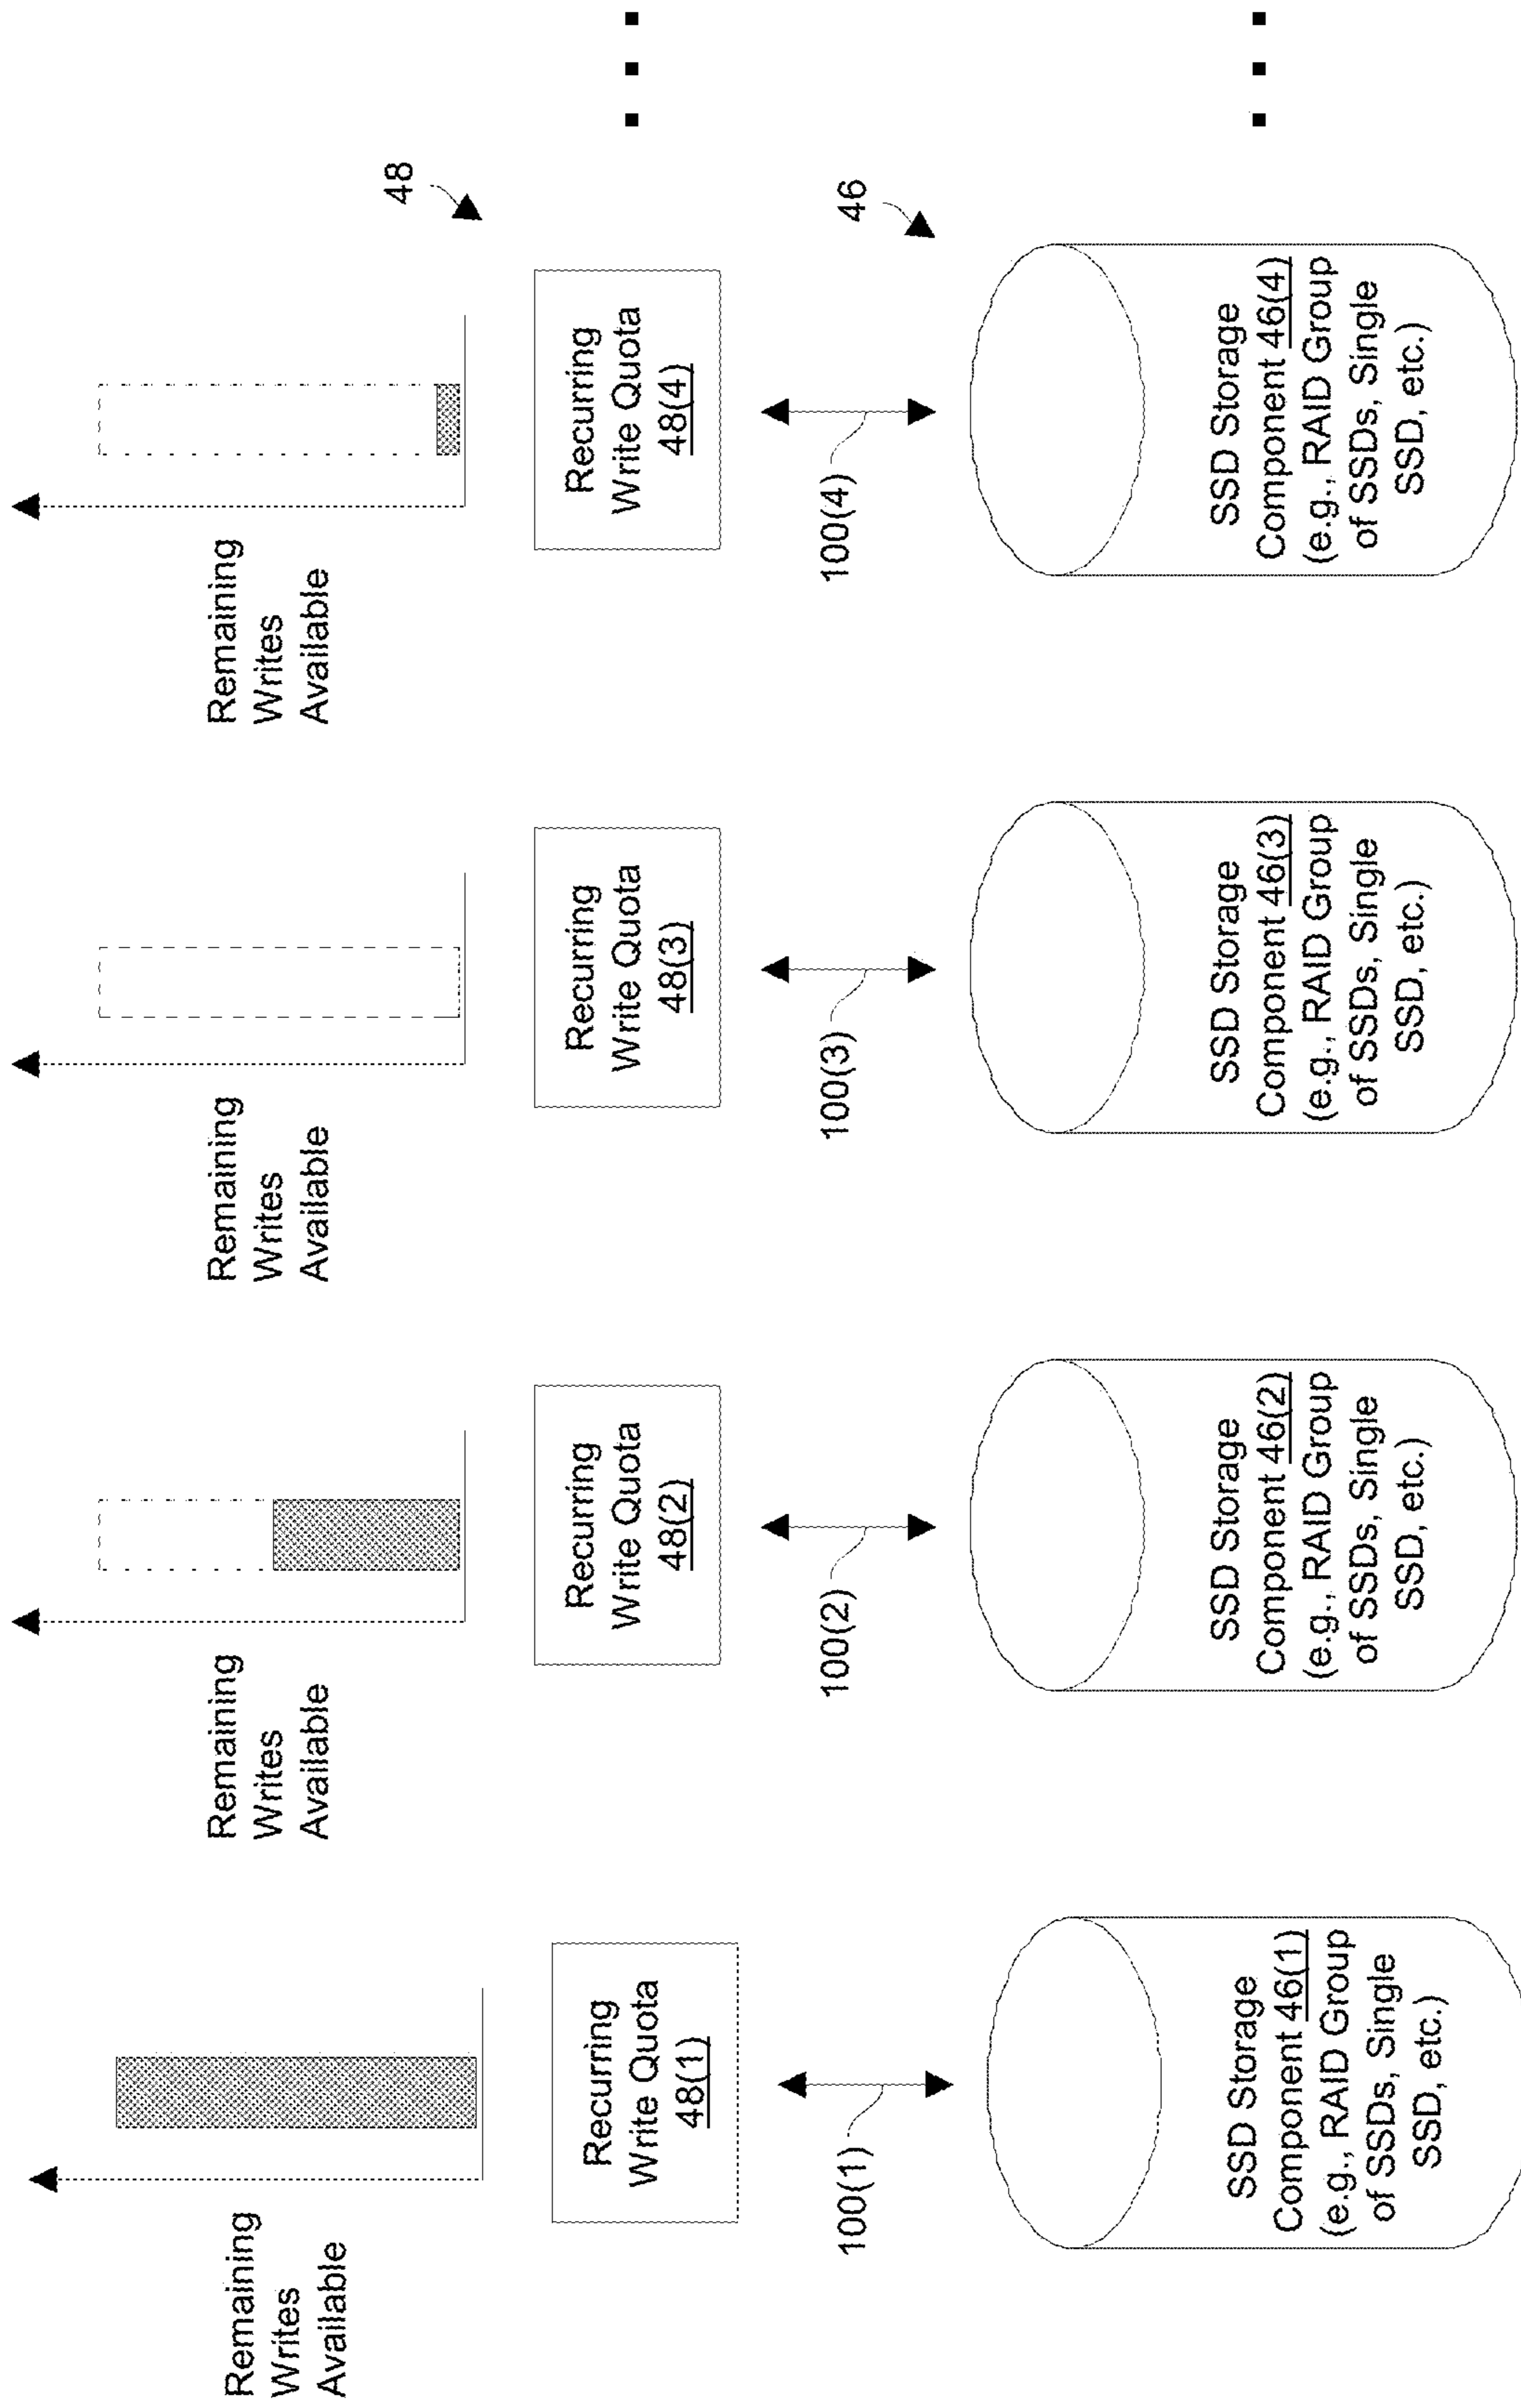 Remaining
Writes
Available
Remaining
Writes
Available
Remaining
Writes
Available
Remaining
Writes
Available
48
Recurring
Write Quota
48(1)
Recurring
Write Quota
48(2)
Recurring
Write Quota
48(3)
Recurring
Write Quota
48(4)
100(1)
100(2)
100(3)
100(4)
46
SSD Storage
Component 46(1)
(e.g., RAID Group
of SSDs, Single
SSD, etc.)
SSD Storage
Component 46(2)
(e.g., RAID Group
of SSDs, Single
SSD, etc.)
SSD Storage
Component 46(3)
(e.g., RAID Group
of SSDs, Single
SSD, etc.)
SSD Storage
Component 46(4)
(e.g., RAID Group
of SSDs, Single
SSD, etc.)